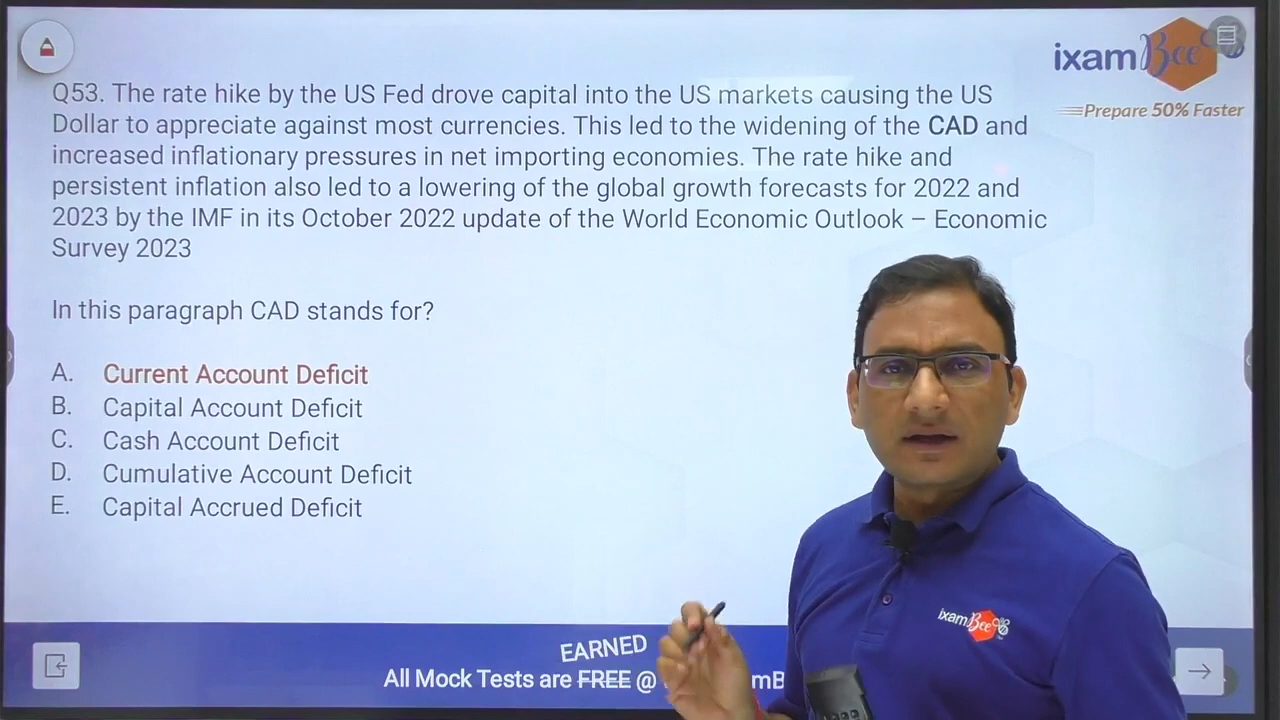 ixamBee
Prepare 50% Faster
Q53. The rate hike by the US Fed drove capital into the US markets causing the US
Dollar to appreciate against most currencies. This led to the widening of the CAD and
increased inflationary pressures in net importing economies. The rate hike and
persistent inflation also led to a lowering of the global growth forecasts for 2022 and
2023 by the IMF in its October 2022 update of the World Economic Outlook – Economic
Survey 2023
In this paragraph CAD stands for?
A. Current Account Deficit
B. Capital Account Deficit
C. Cash Account Deficit
D. Cumulative Account Deficit
E. Capital Accrued Deficit
ixamBee
EARNED
All Mock Tests are FREE @